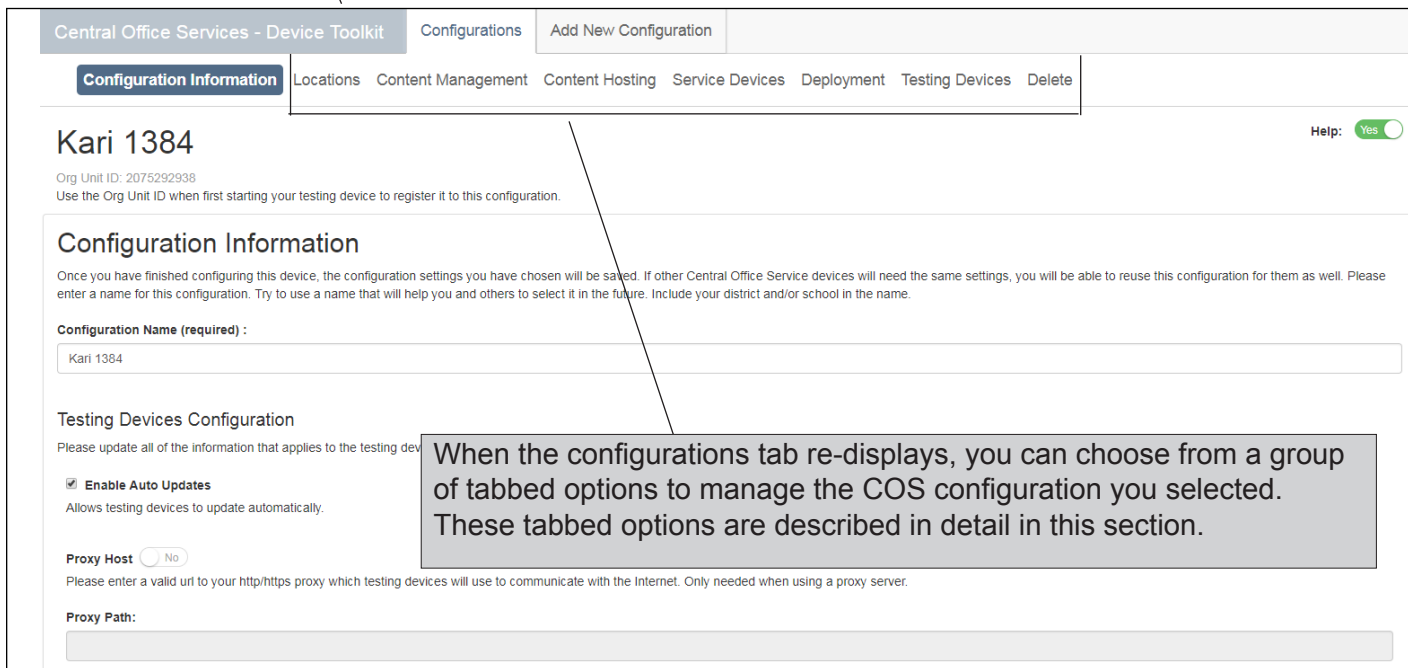 Central Office Services - Device Toolkit Configurations Add New Configuration
Configuration Information Locations Content Management Content Hosting Service Devices Deployment Testing Devices Delete
Kari 1384
Help: Yes
Org Unit ID: 2075292938
Use the Org Unit ID when first starting your testing device to register it to this configuration.
Configuration Information
Once you have finished configuring this device, the configuration settings you have chosen will be saved. If other Central Office Service devices will need the same settings, you will be able to reuse this configuration for them as well. Please
enter a name for this configuration. Try to use a name that will help you and others to select it in the future. Include your district and/or school in the name.
Configuration Name (required) :
Kari 1384
Testing Devices Configuration
Please update all of the information that applies to the testing
When the configurations tab re-displays, you can choose from a group
of tabbed options to manage the COS configuration you selected.
These tabbed options are described in detail in this section.
Enable Auto Updates
Allows testing devices to update automatically.
Proxy Host No
Please enter a valid url to your http/https proxy which testing devices will use to communicate with the Internet. Only needed when using a proxy server.
Proxy Path: